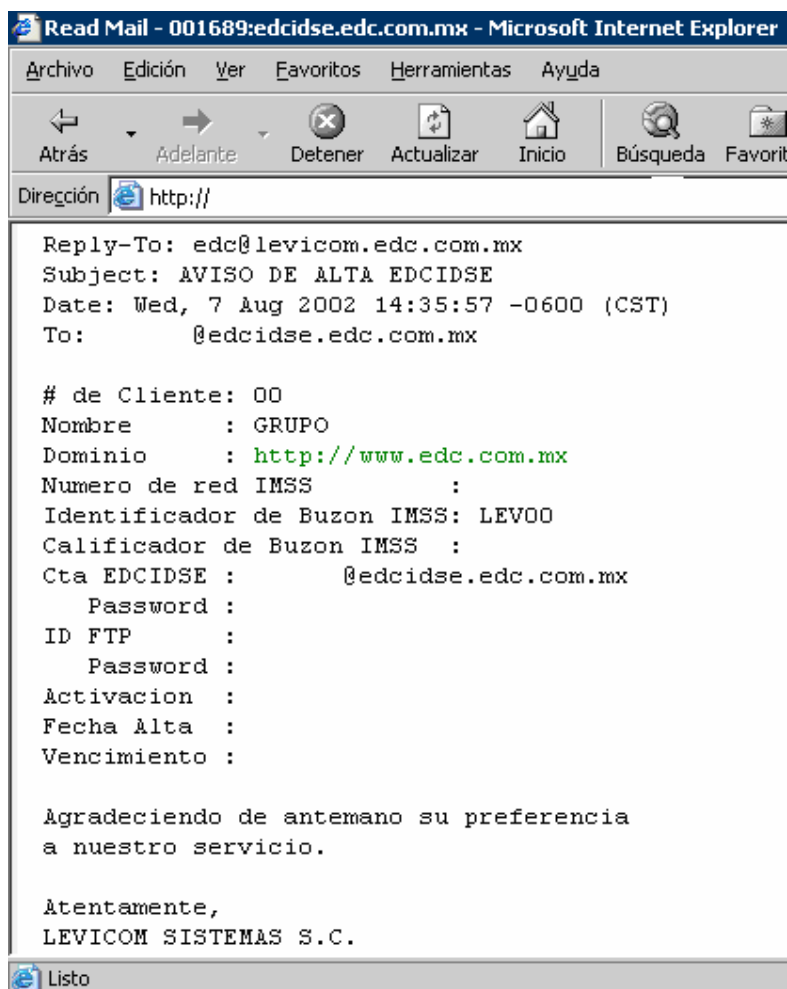 Read Mail - 001689:edcidse.edc.com.mx - Microsoft Internet Explorer
Archivo Edición Ver Favoritos Herramientas Ayuda
Atrás Adelante Detener Actualizar Inicio Búsqueda Favorit
Dirección http://
Reply-To: edc@levicom.edc.com.mx
Subject: AVISO DE ALTA EDCIDSE
Date: Wed, 7 Aug 2002 14:35:57 -0600 (CST)
To: @edcidse.edc.com.mx
# de Cliente: 00
Nombre : GRUPO
Dominio : http://www.edc.com.mx
Numero de red IMSS :
Identificador de Buzon IMSS: LEV00
Calificador de Buzon IMSS :
Cta EDCIDSE : @edcidse.edc.com.mx
Password :
ID FTP :
Password :
Activacion :
Fecha Alta :
Vencimiento :
Agradeciendo de antemano su preferencia
a nuestro servicio.
Atentamente,
LEVICOM SISTEMAS S.C.
Listo